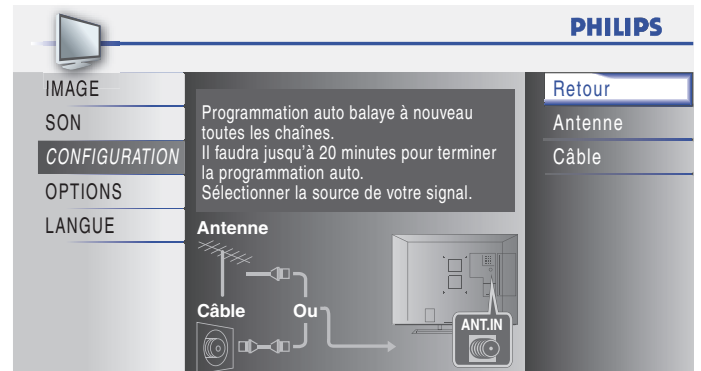 PHILIPS
IMAGE
SON
CONFIGURATION
OPTIONS
LANGUE
Programmation auto balaye à nouveau
toutes les chaînes.
Il faudra jusqu'à 20 minutes pour terminer
la programmation auto.
Sélectionner la source de votre signal.
Antenne
Câble
Ou
ANT.IN
Retour
Antenne
Câble